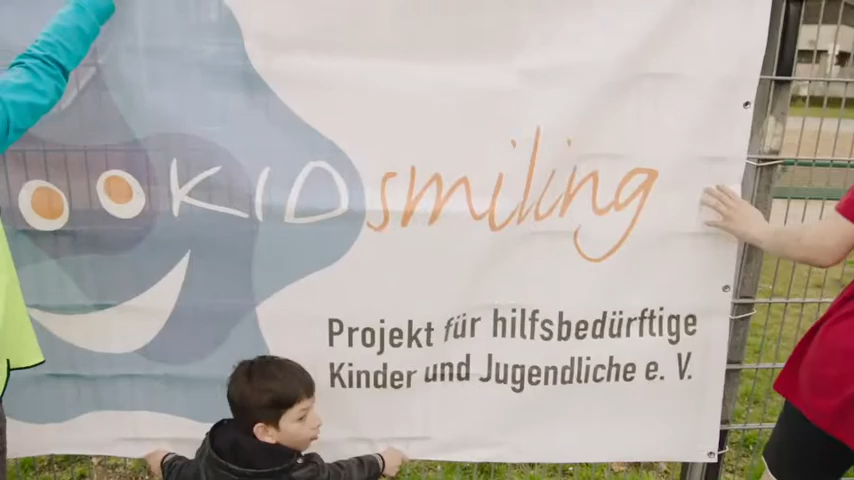 KIDsmiling
Projekt für hilfsbedürftige
Kinder und Jugendliche e. V.